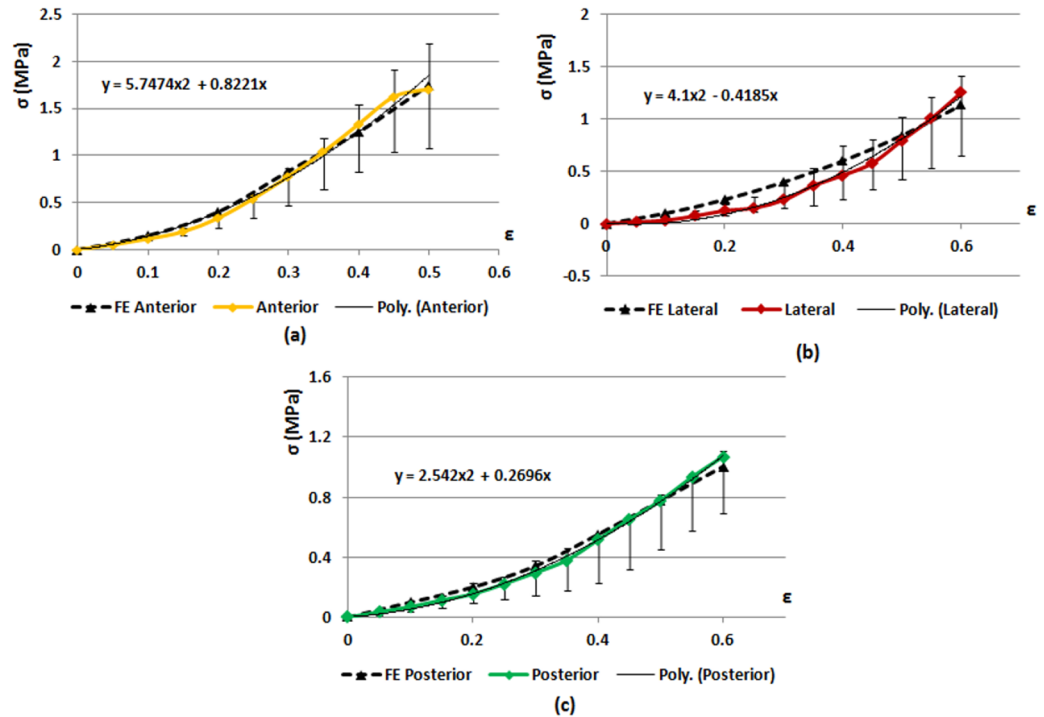 2.5
σ (MPa)
2
y = 5.7474x2 + 0.8221x
1.5
1
0.5
ε
0
0 0.1 0.2 0.3 0.4 0.5 0.6
FE Anterior Anterior Poly. (Anterior)
(a)
2
σ (MPa)
1.5
y = 4.1x2 - 0.4185x
1
0.5
ε
0
0 0.2 0.4 0.6
-0.5
FE Lateral Lateral Poly. (Lateral)
(b)
1.6
σ (MPa)
1.2
y = 2.542x2 + 0.2696x
0.8
0.4
ε
0
0 0.2 0.4 0.6
FE Posterior Posterior Poly. (Posterior)
(c)